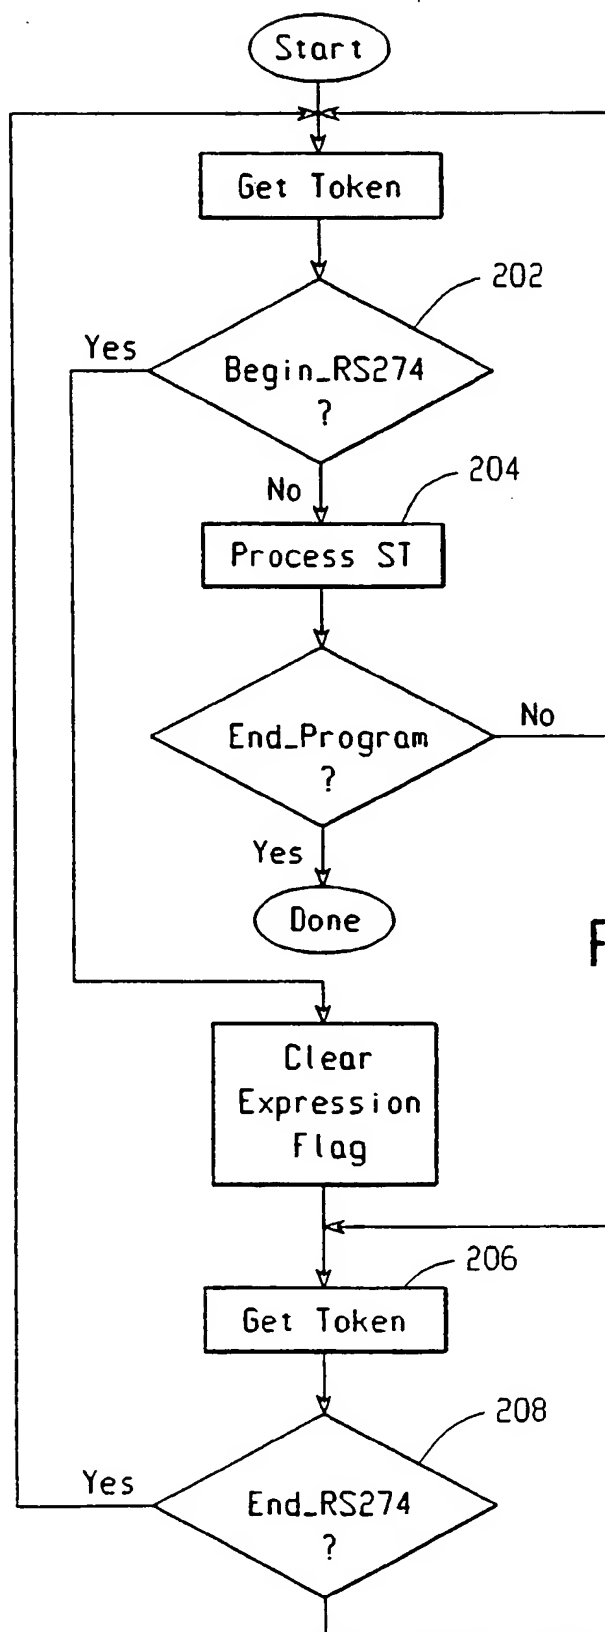 Start
Get Token
202
Yes
Begin_RS274
?
204
No
Process ST
End_Program
?
No
Yes
Done
F
Clear
Expression
Flag
206
Get Token
208
Yes
End_RS274
?